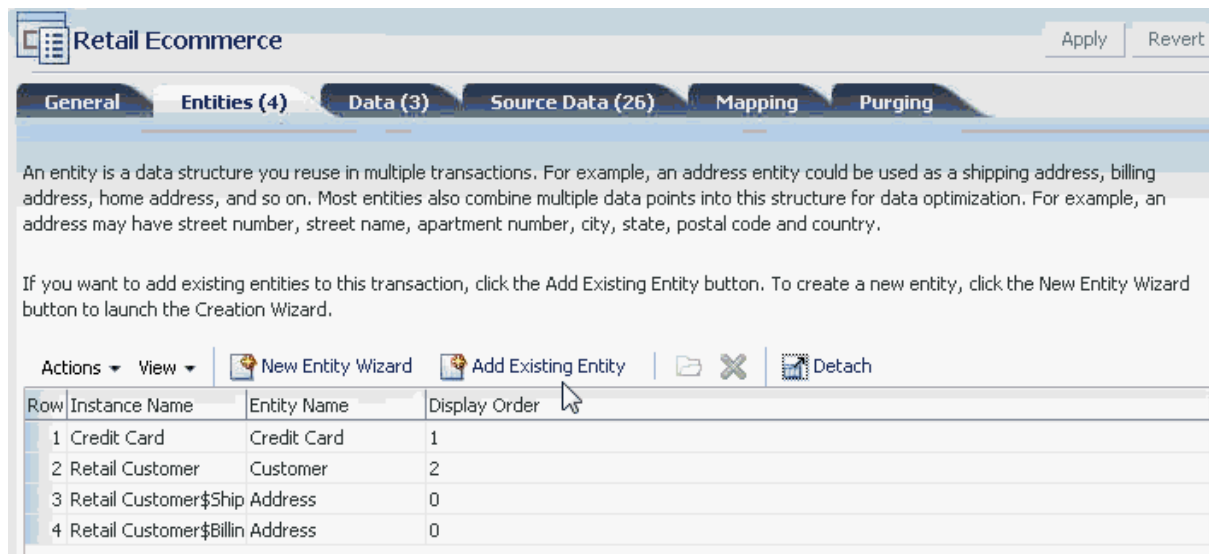 Retail Ecommerce
Apply Revert
General Entities (4) Data (3) Source Data (26) Mapping Purging
An entity is a data structure you reuse in multiple transactions. For example, an address entity could be used as a shipping address, billing
address, home address, and so on. Most entities also combine multiple data points into this structure for data optimization. For example, an
address may have street number, street name, apartment number, city, state, postal code and country.
If you want to add existing entities to this transaction, click the Add Existing Entity button. To create a new entity, click the New Entity Wizard
button to launch the Creation Wizard.
Actions View New Entity Wizard Add Existing Entity Detach
Row Instance Name Entity Name Display Order
1 Credit Card Credit Card 1
2 Retail Customer Customer 2
3 Retail Customer$Ship Address 0
4 Retail Customer$Billin Address 0